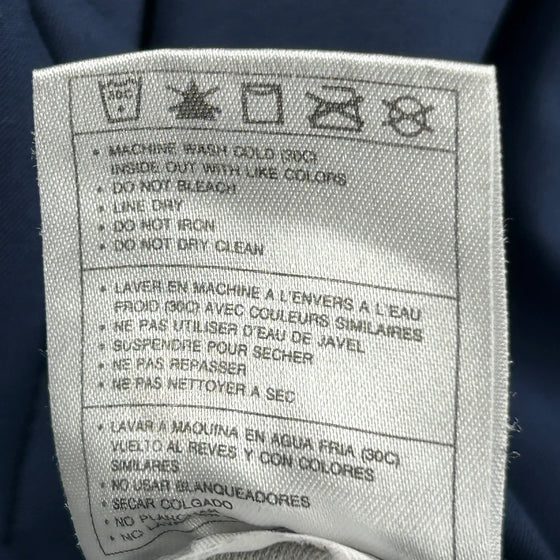 30C
• MACHINE WASH COLD (30C)
INSIDE OUT WITH LIKE COLORS
• DO NOT BLEACH
• LINE DRY
• DO NOT IRON
• DO NOT DRY CLEAN
• LAVER EN MACHINE A L'ENVERS A L'EAU
FROID (30C) AVEC COULEURS SIMILAIRES
• NE PAS UTILISER D'EAU DE JAVEL
• SUSPENDRE POUR SECHER
• NE PAS REPASSER
• NE PAS NETTOYER A SEC
• LAVAR A MAQUINA EN AGUA FRIA (30C)
VUELTO AL REVES Y CON COLORES
SIMILARES
• NO USAR BLANQUEADORES
• SECAR COLGADO
• NO
• NO